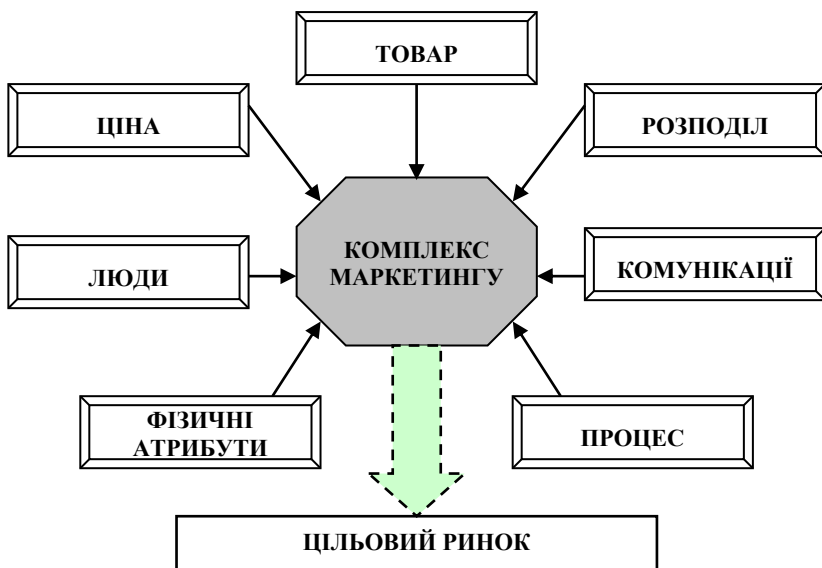 ТОВАР
ЦІНА
РОЗПОДІЛ
КОМПЛЕКС
МАРКЕТИНГУ
ЛЮДИ
КОМУНІКАЦІЇ
ФІЗИЧНІ
АТРИБУТИ
ПРОЦЕС
ЦІЛЬОВИЙ РИНОК